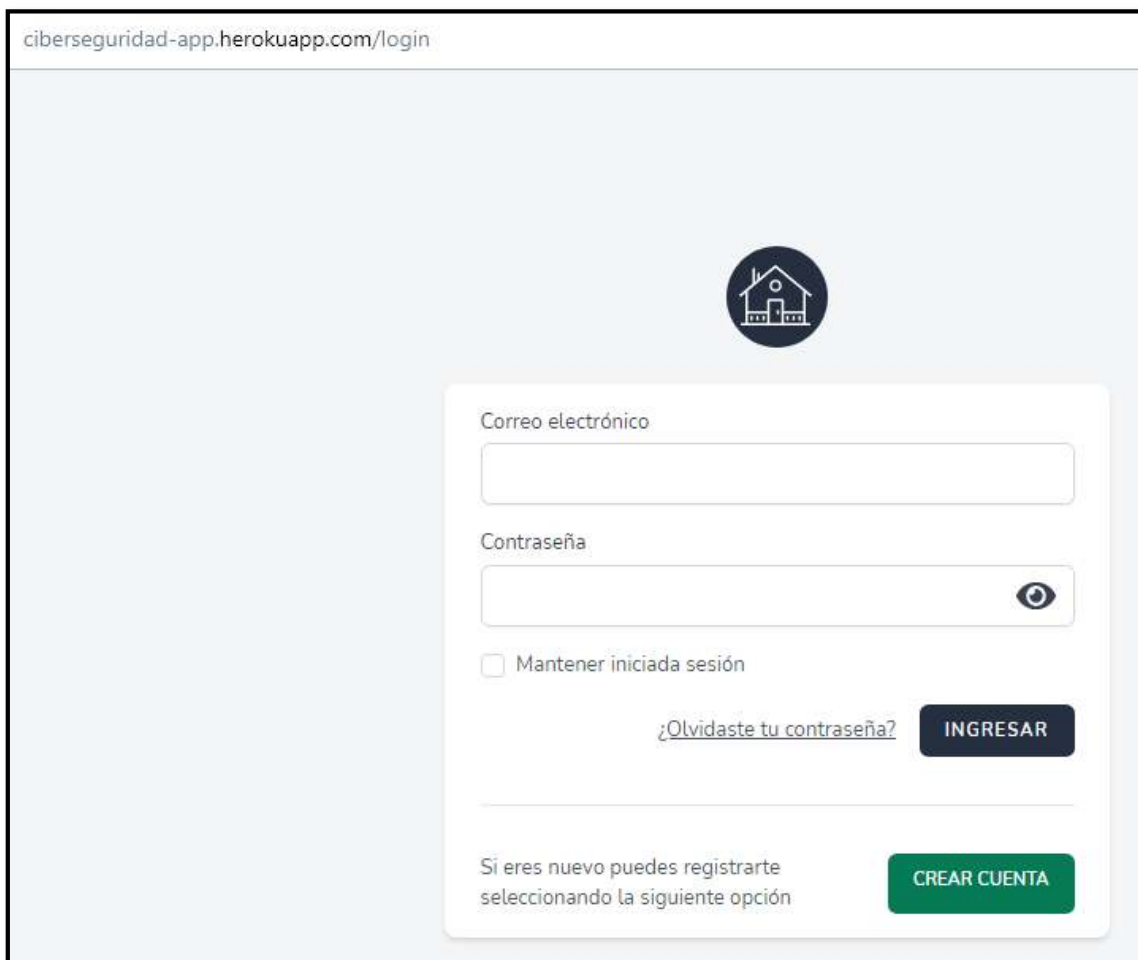 ciberseguridad-app.herokuapp.com/login
Correo electrónico
Contraseña
Mantener iniciada sesión
¿Olvidaste tu contraseña?
INGRESAR
Si eres nuevo puedes registrarte
seleccionando la siguiente opción
CREAR CUENTA